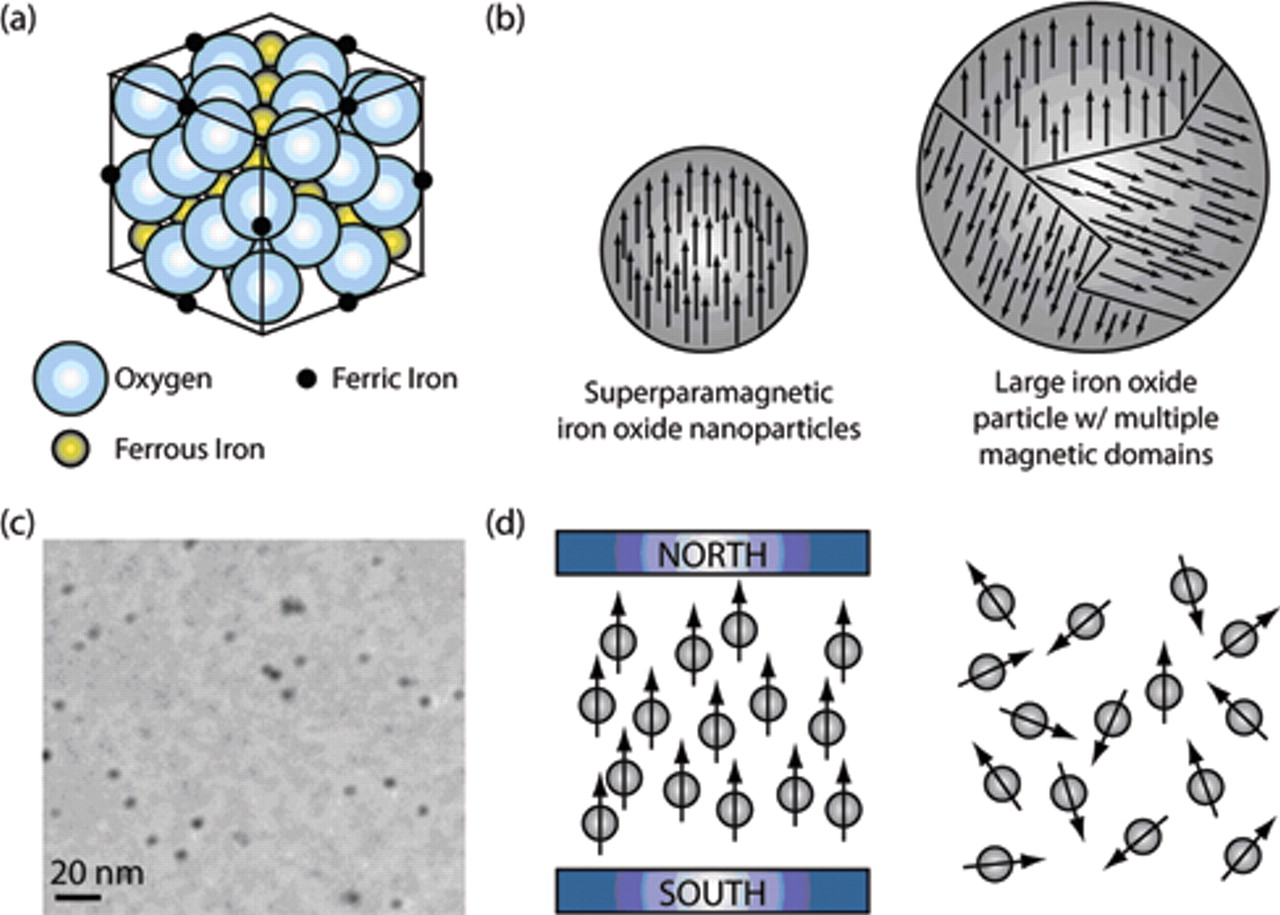 (a)
Oxygen
Ferric Iron
Ferrous Iron
(b)
Superparamagnetic
iron oxide nanoparticles
Large iron oxide
particle w/ multiple
magnetic domains
(c)
20 nm
(d)
NORTH
SOUTH